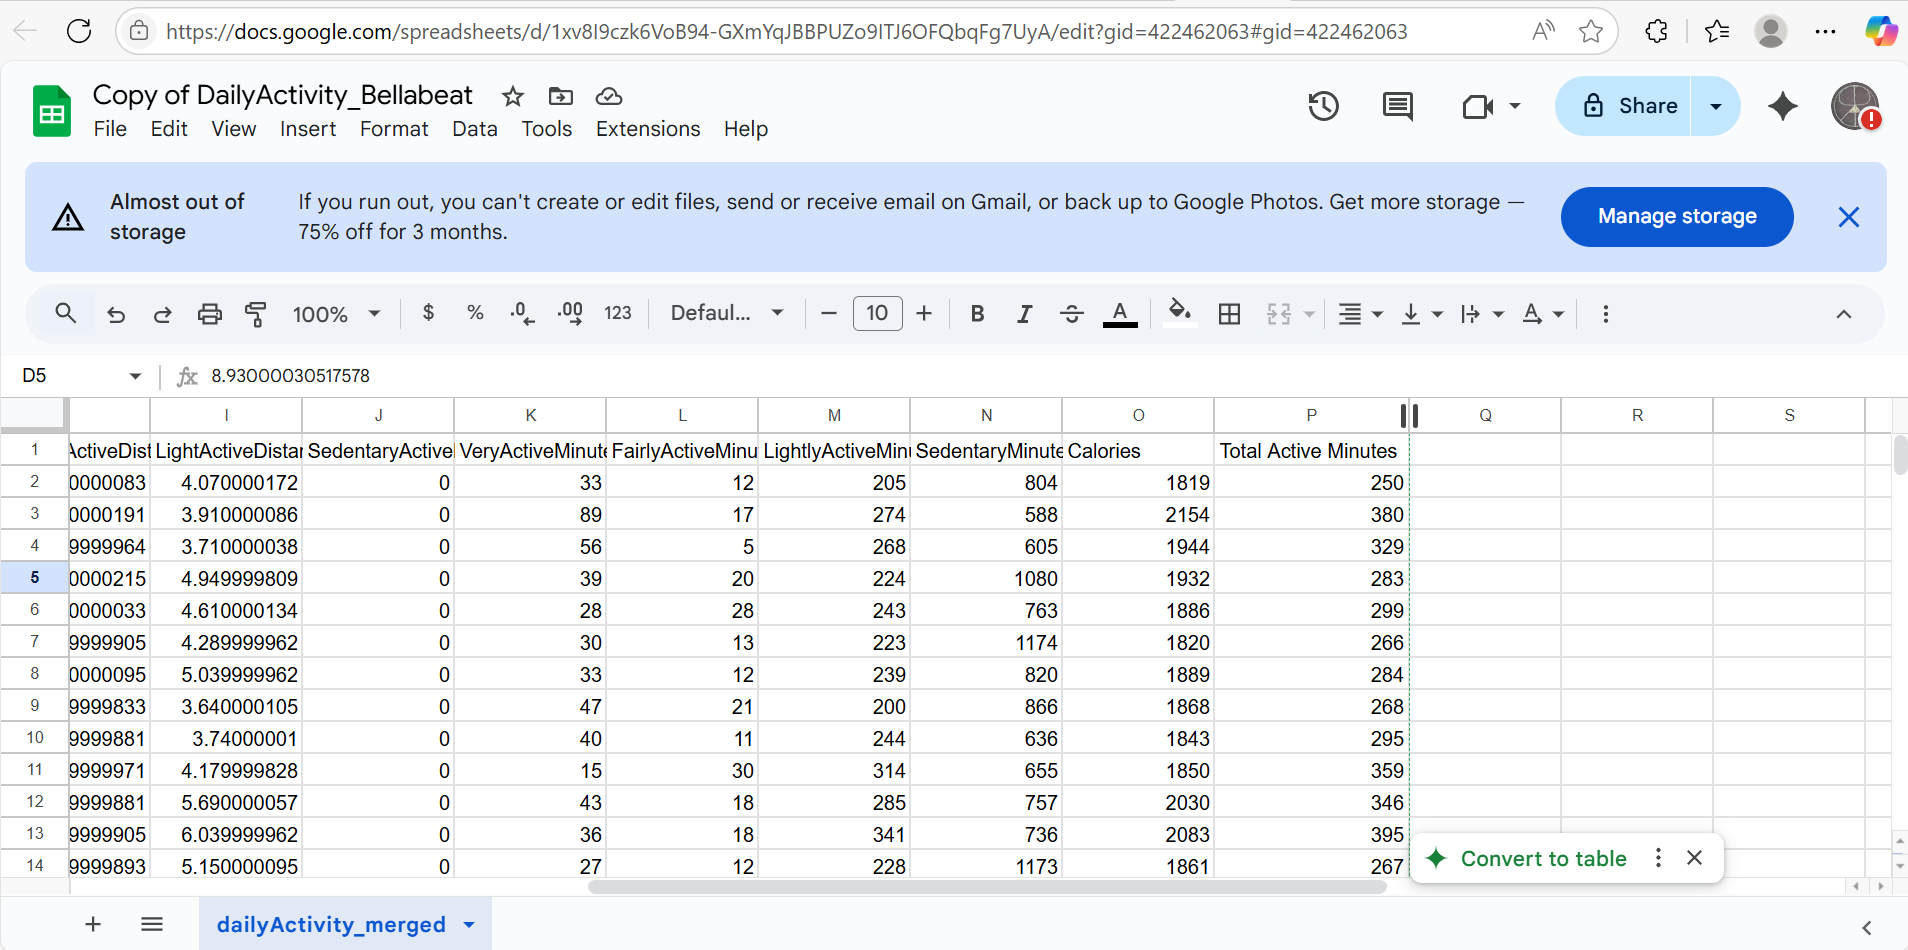 https://docs.google.com/spreadsheets/d/1xv8I9czk6VoB94-GXmYqJBBPUZo9ITJ6OFQbqFg7UyA/edit?gid=422462063#gid=422462063
Copy of DailyActivity_Bellabeat
File Edit View Insert Format Data Tools Extensions Help
Share
Almost out of storage
If you run out, you can't create or edit files, send or receive email on Gmail, or back up to Google Photos. Get more storage —
75% off for 3 months.
Manage storage
100% $ % .0 .00 123 Defaul... − 10 + B I S A
D5 fx 8.93000030517578
I J K L M N O P Q R S
1 ActiveDist LightActiveDistar SedentaryActivel VeryActiveMinute FairlyActiveMinu LightlyActiveMinu SedentaryMinute Calories Total Active Minutes
2 0000083 4.070000172 0 33 12 205 804 1819 250
3 0000191 3.910000086 0 89 17 274 588 2154 380
4 9999964 3.710000038 0 56 5 268 605 1944 329
5 0000215 4.949999809 0 39 20 224 1080 1932 283
6 0000033 4.610000134 0 28 28 243 763 1886 299
7 9999905 4.289999962 0 30 13 223 1174 1820 266
8 0000095 5.039999962 0 33 12 239 820 1889 284
9 9999833 3.640000105 0 47 21 200 866 1868 268
10 9999881 3.74000001 0 40 11 244 636 1843 295
11 9999971 4.179999828 0 15 30 314 655 1850 359
12 9999881 5.690000057 0 43 18 285 757 2030 346
13 9999905 6.039999962 0 36 18 341 736 2083 395
14 9999893 5.150000095 0 27 12 228 1173 1861 267
Convert to table
dailyActivity_merged